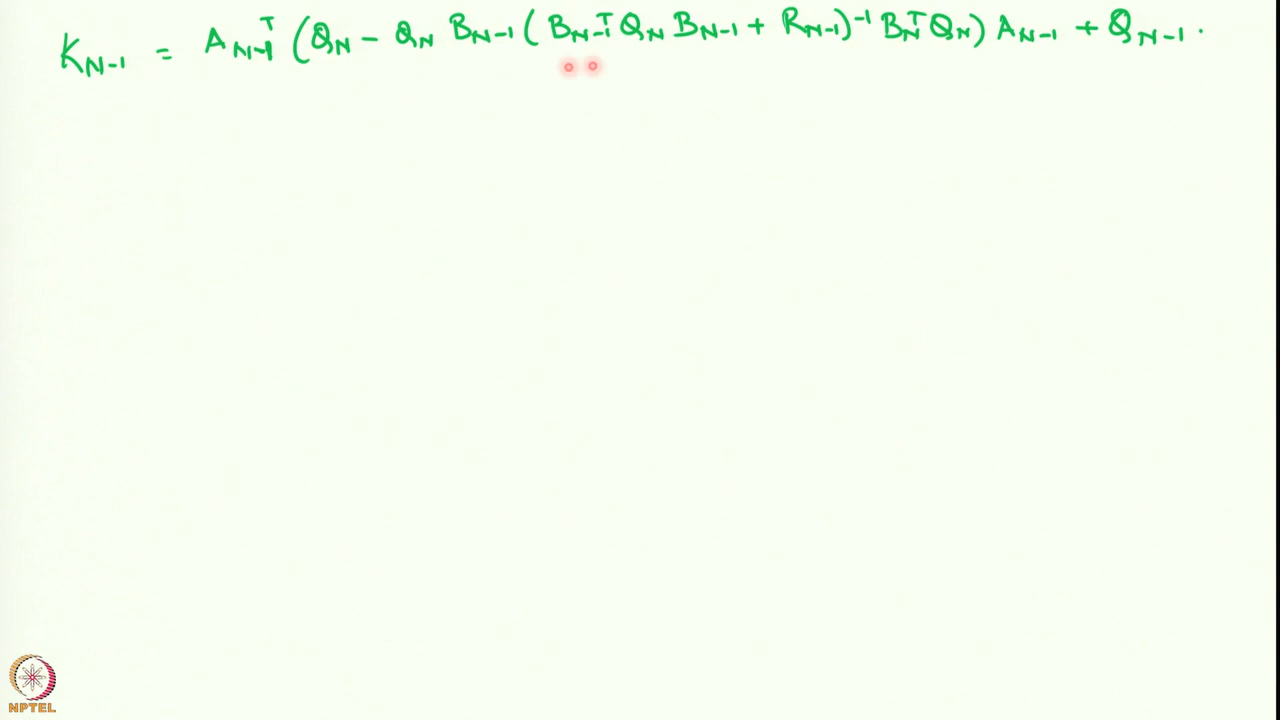 K_{N-1} = A_{N-1}^T (Q_N - Q_N B_{N-1} (B_{N-1}^T Q_N B_{N-1} + R_{N-1})^{-1} B_N^T Q_N) A_{N-1} + Q_{N-1}.
NPTEL